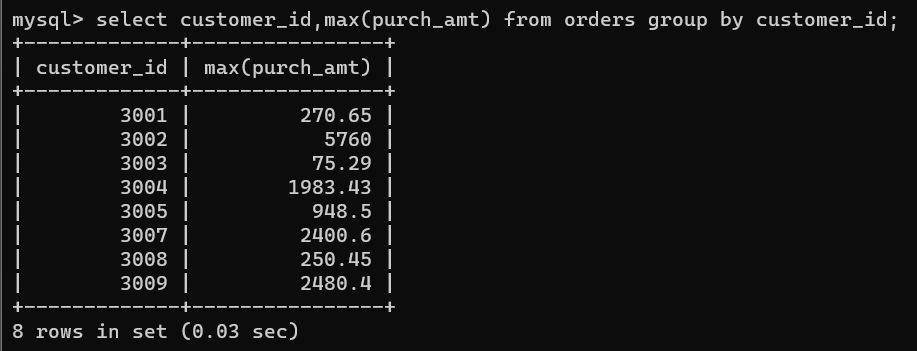 mysql> select customer_id,max(purch_amt) from orders group by customer_id;
+-------------+----------------+
| customer_id | max(purch_amt) |
+-------------+----------------+
|        3001 |         270.65 |
|        3002 |           5760 |
|        3003 |          75.29 |
|        3004 |        1983.43 |
|        3005 |          948.5 |
|        3007 |         2400.6 |
|        3008 |         250.45 |
|        3009 |         2480.4 |
+-------------+----------------+
8 rows in set (0.03 sec)